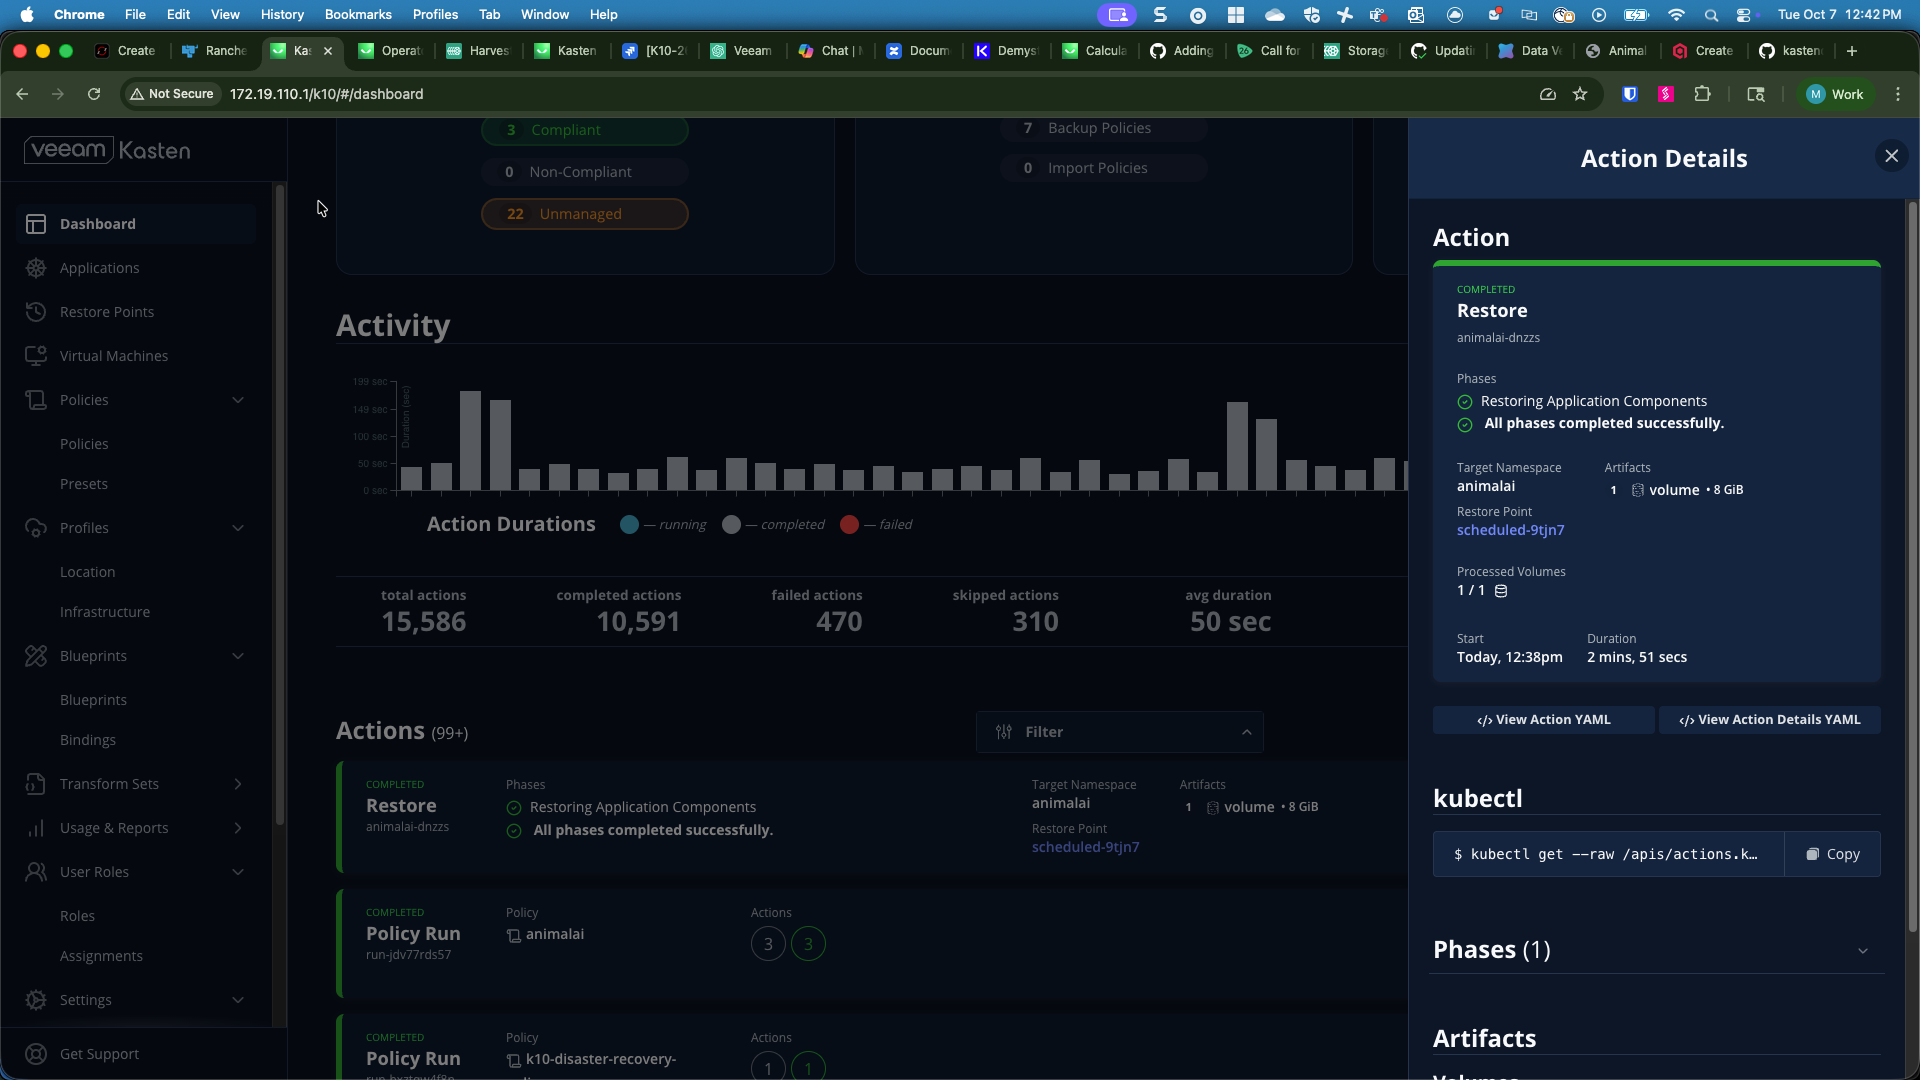 Chrome File Edit View History Bookmarks Profiles Tab Window Help
Tue Oct 7 12:42 PM
Create
Ranche
Kas
Operat
Harves
Kasten
[K10-2
Veeam
Chat |
Docum
Demys
Calcula
Adding
Call for
Storag
Updati
Data V
Animal
Create
kasten
Not Secure
172.19.110.1/k10/#/dashboard
M Work
veeam Kasten
Dashboard
Applications
Restore Points
Virtual Machines
Policies
Policies
Presets
Profiles
Location
Infrastructure
Blueprints
Blueprints
Bindings
Transform Sets
Usage & Reports
User Roles
Roles
Assignments
Settings
Get Support
3 Compliant
0 Non-Compliant
22 Unmanaged
7 Backup Policies
0 Import Policies
Activity
199 sec
149 sec
100 sec
50 sec
0 sec
Duration (sec)
Action Durations — running — completed — failed
total actions
15,586
completed actions
10,591
failed actions
470
skipped actions
310
avg duration
50 sec
Actions (99+)
Filter
COMPLETED
Restore
animalai-dnzzs
Phases
Restoring Application Components
All phases completed successfully.
Target Namespace
animalai
Restore Point
scheduled-9tjn7
Artifacts
1 volume • 8 GiB
COMPLETED
Policy Run
run-jdv77rds57
Policy
animalai
Actions
3 3
COMPLETED
Policy Run
Policy
k10-disaster-recovery-
Actions
1 1
Action Details
Action
COMPLETED
Restore
animalai-dnzzs
Phases
Restoring Application Components
All phases completed successfully.
Target Namespace
animalai
Artifacts
1 volume • 8 GiB
Restore Point
scheduled-9tjn7
Processed Volumes
1 / 1
Start
Today, 12:38pm
Duration
2 mins, 51 secs
</> View Action YAML
</> View Action Details YAML
kubectl
$ kubectl get --raw /apis/actions.k…
Copy
Phases (1)
Artifacts